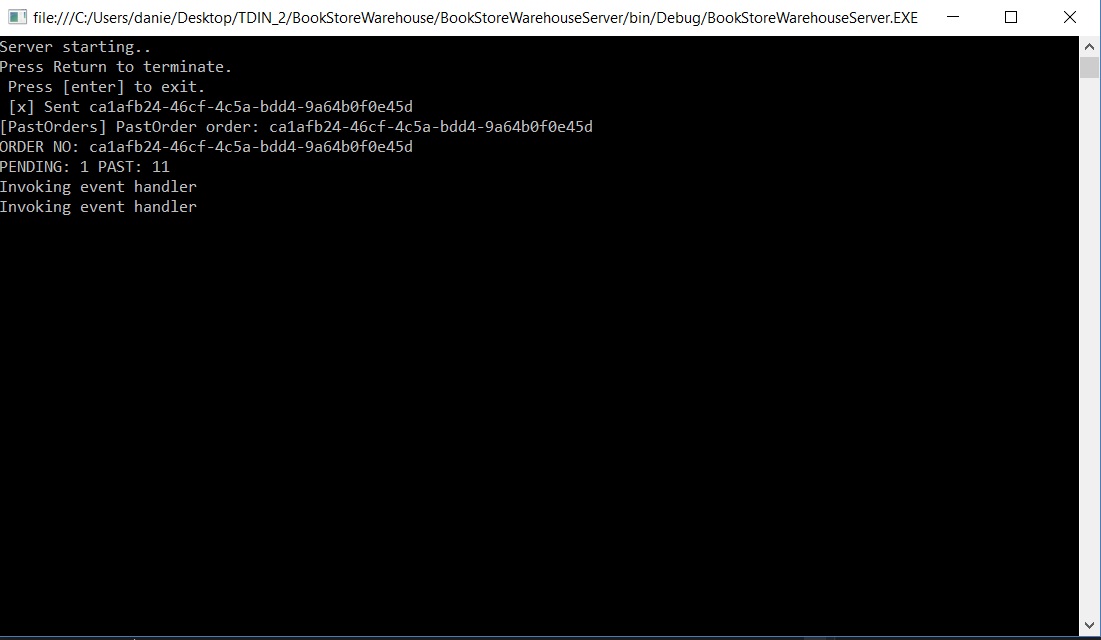 file:///C:/Users/danie/Desktop/TDIN_2/BookStoreWarehouse/BookStoreWarehouseServer/bin/Debug/BookStoreWarehouseServer.EXE
Server starting..
Press Return to terminate.
 Press [enter] to exit.
 [x] Sent ca1afb24-46cf-4c5a-bdd4-9a64b0f0e45d
[PastOrders] PastOrder order: ca1afb24-46cf-4c5a-bdd4-9a64b0f0e45d
ORDER NO: ca1afb24-46cf-4c5a-bdd4-9a64b0f0e45d
PENDING: 1 PAST: 11
Invoking event handler
Invoking event handler